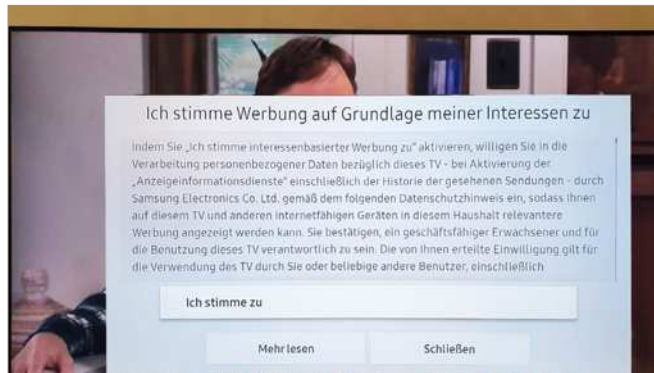 Ich stimme Werbung auf Grundlage meiner Interessen zu
Indem Sie „Ich stimme interessenbasierter Werbung zu“ aktivieren, willigen Sie in die
Verarbeitung personenbezogener Daten bezüglich dieses TV - bei Aktivierung der
„Anzeigeinformationsdienste“ einschließlich der Historie der gesehenen Sendungen - durch
Samsung Electronics Co. Ltd. gemäß dem folgenden Datenschutzhinweis ein, sodass Ihnen
auf diesem TV und anderen internetfähigen Geräten in diesem Haushalt relevantere
Werbung angezeigt werden kann. Sie bestätigen, ein geschäftsfähiger Erwachsener und für
die Benutzung dieses TV verantwortlich zu sein. Die von Ihnen erteilte Einwilligung gilt für
die Verwendung des TV durch Sie oder beliebige andere Benutzer, einschließlich
Ich stimme zu
Mehr lesen
Schließen